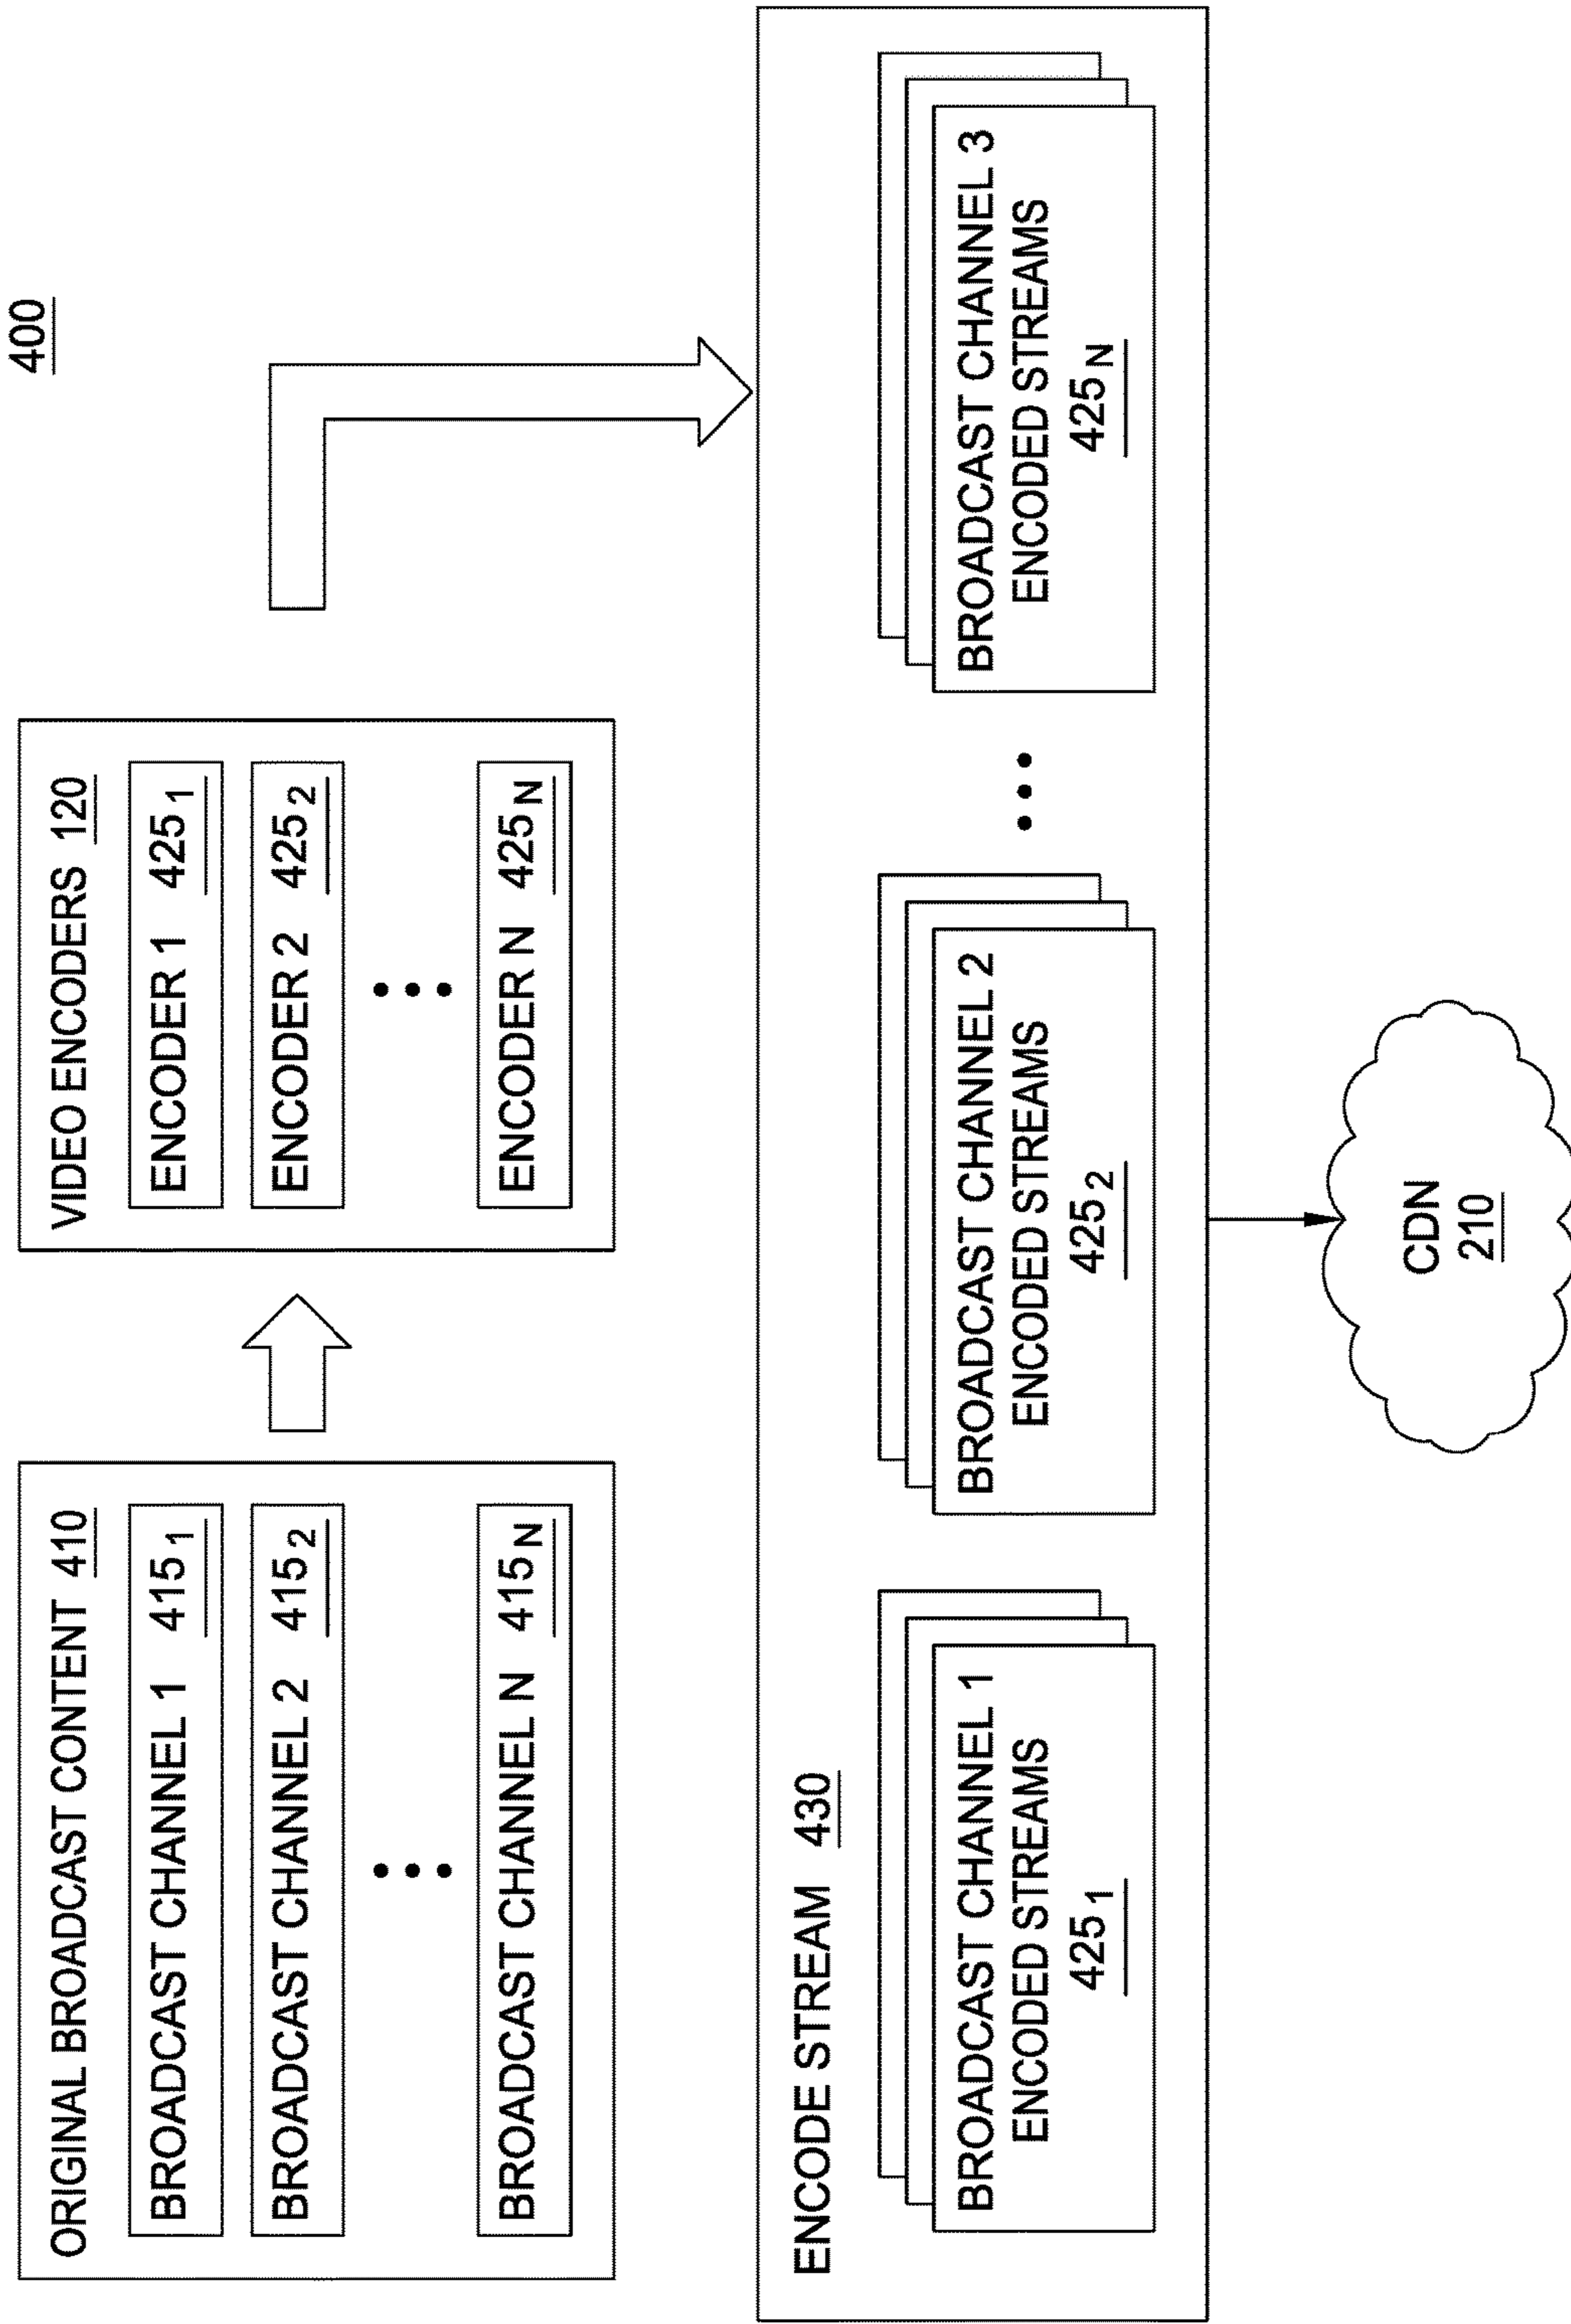 400
ORIGINAL BROADCAST CONTENT 410
BROADCAST CHANNEL 1 415₁
BROADCAST CHANNEL 2 415₂
BROADCAST CHANNEL N 415N
VIDEO ENCODERS 120
ENCODER 1 425₁
ENCODER 2 425₂
ENCODER N 425N
ENCODE STREAM 430
BROADCAST CHANNEL 1
ENCODED STREAMS
425₁
BROADCAST CHANNEL 2
ENCODED STREAMS
425₂
BROADCAST CHANNEL 3
ENCODED STREAMS
425N
CDN
210